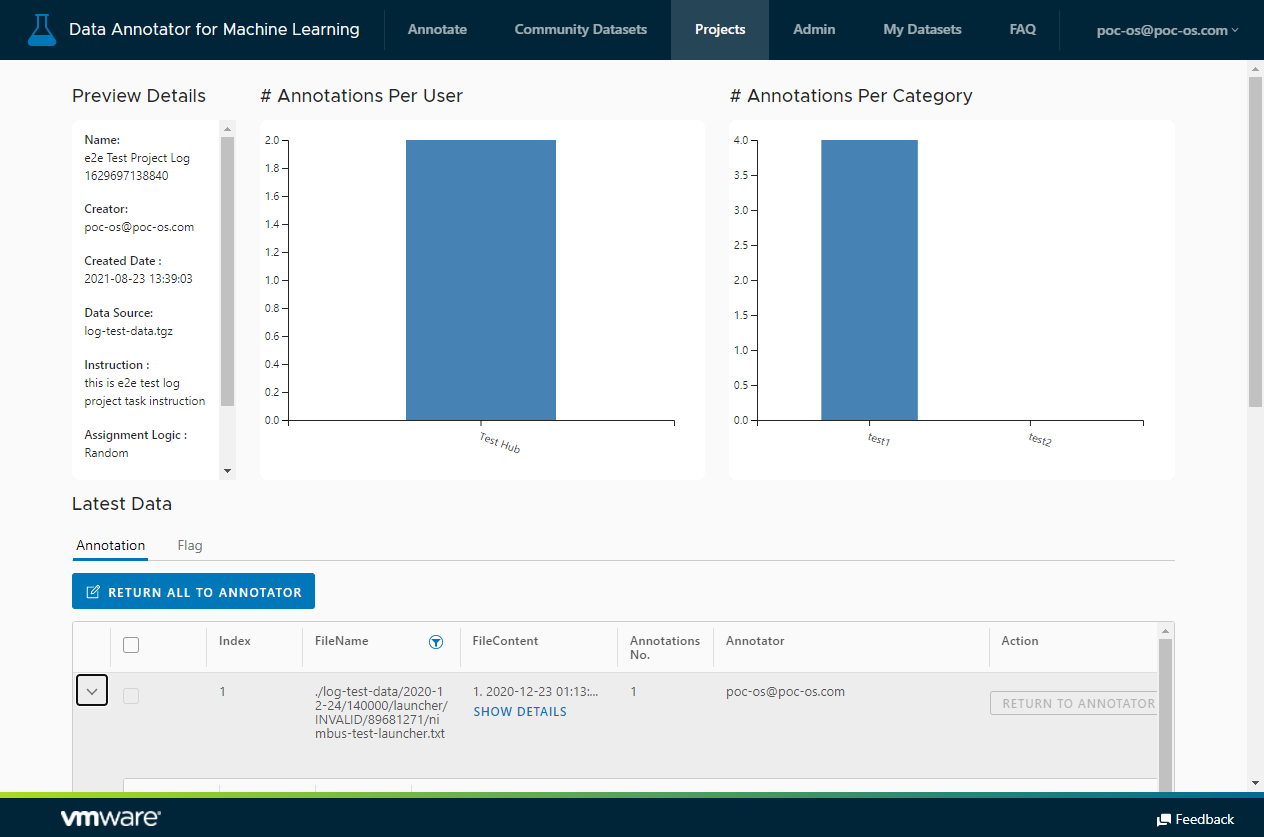 Data Annotator for Machine Learning
Annotate
Community Datasets
Projects
Admin
My Datasets
FAQ
poc-os@poc-os.com
Preview Details
Name:
e2e Test Project Log
1629697138840
Creator:
poc-os@poc-os.com
Created Date :
2021-08-23 13:39:03
Data Source:
log-test-data.tgz
Instruction :
this is e2e test log
project task instruction
Assignment Logic :
Random
# Annotations Per User
2.0
1.8
1.6
1.4
1.2
1.0
0.8
0.6
0.4
0.2
0.0
Test Hub
# Annotations Per Category
4.0
3.5
3.0
2.5
2.0
1.5
1.0
0.5
0.0
test1
test2
Latest Data
Annotation
Flag
RETURN ALL TO ANNOTATOR
Index
FileName
FileContent
Annotations
No.
Annotator
Action
1
./log-test-data/2020-1
2-24/140000/launcher/
INVALID/89681271/ni
mbus-test-launcher.txt
1. 2020-12-23 01:13:...
SHOW DETAILS
1
poc-os@poc-os.com
RETURN TO ANNOTATOR
vmware
Feedback